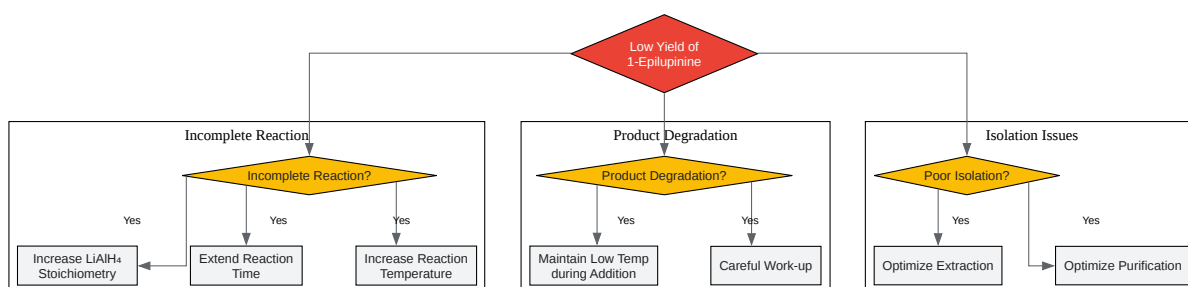 Low Yield of
1-Epilupinine
Incomplete Reaction
Product Degradation
Isolation Issues
Incomplete Reaction?
Product Degradation?
Poor Isolation?
Yes
Yes
Yes
Yes
Yes
Yes
Yes
Increase LiAlH₄
Stoichiometry
Extend Reaction
Time
Increase Reaction
Temperature
Maintain Low Temp
during Addition
Careful Work-up
Optimize Extraction
Optimize Purification